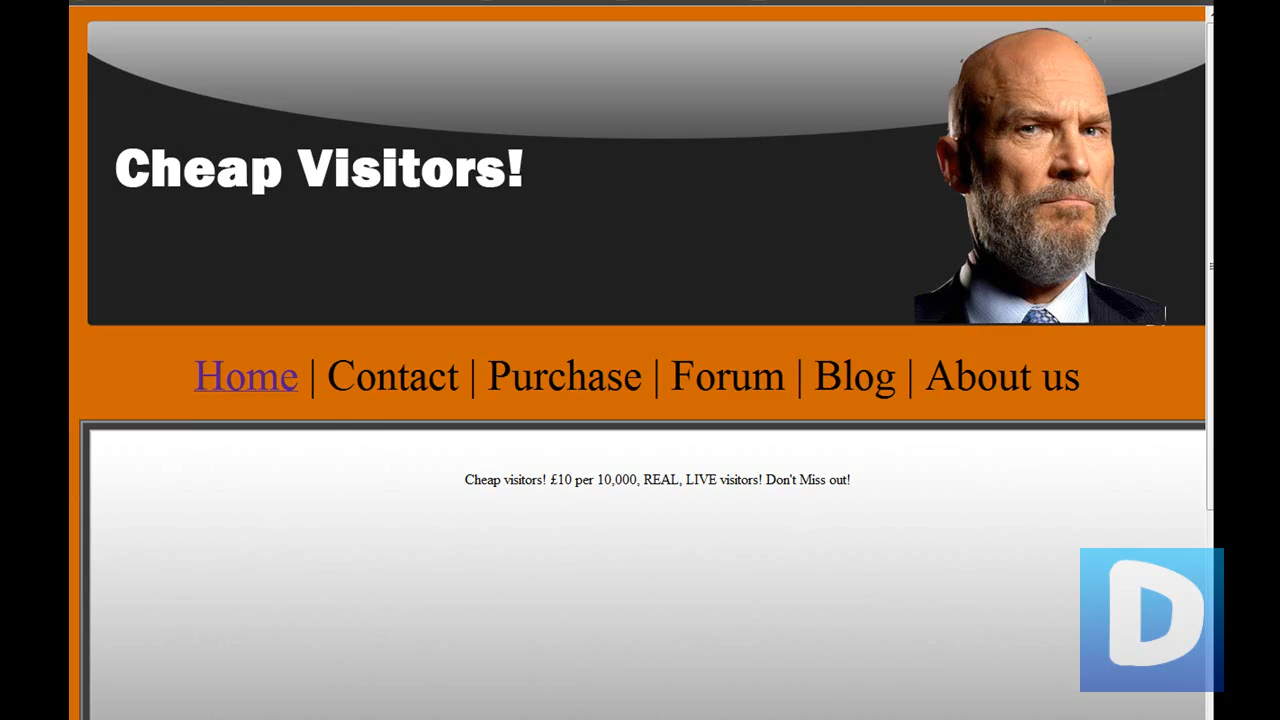 Cheap Visitors!
Home | Contact | Purchase | Forum | Blog | About us
Cheap visitors! £10 per 10,000, REAL, LIVE visitors! Don't Miss out!
D